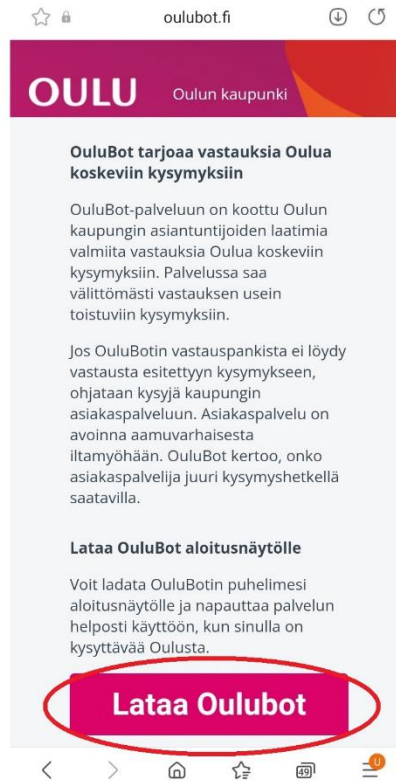 oulubot.fi
OULU Oulun kaupunki
OuluBot tarjoaa vastauksia Oulua
koskeviin kysymyksiin
OuluBot-palveluun on koottu Oulun
kaupungin asiantuntijoiden laatimia
valmiita vastauksia Oulua koskeviin
kysymyksiin. Palvelussa saa
välittömästi vastauksen usein
toistuviin kysymyksiin.
Jos OuluBotin vastauspankista ei löydy
vastausta esitettyyn kysymykseen,
ohjataan kysyjä kaupungin
asiakaspalveluun. Asiakaspalvelu on
avoinna aamuvarhaisesta
iltamyöhään. OuluBot kertoo, onko
asiakaspalvelija juuri kysymyshetkellä
saatavilla.
Lataa OuluBot aloitusnäytölle
Voit ladata OuluBotin puhelimesi
aloitusnäytölle ja napauttaa palvelun
helposti käyttöön, kun sinulla on
kysyttävää Oulusta.
Lataa Oulubot
49 U